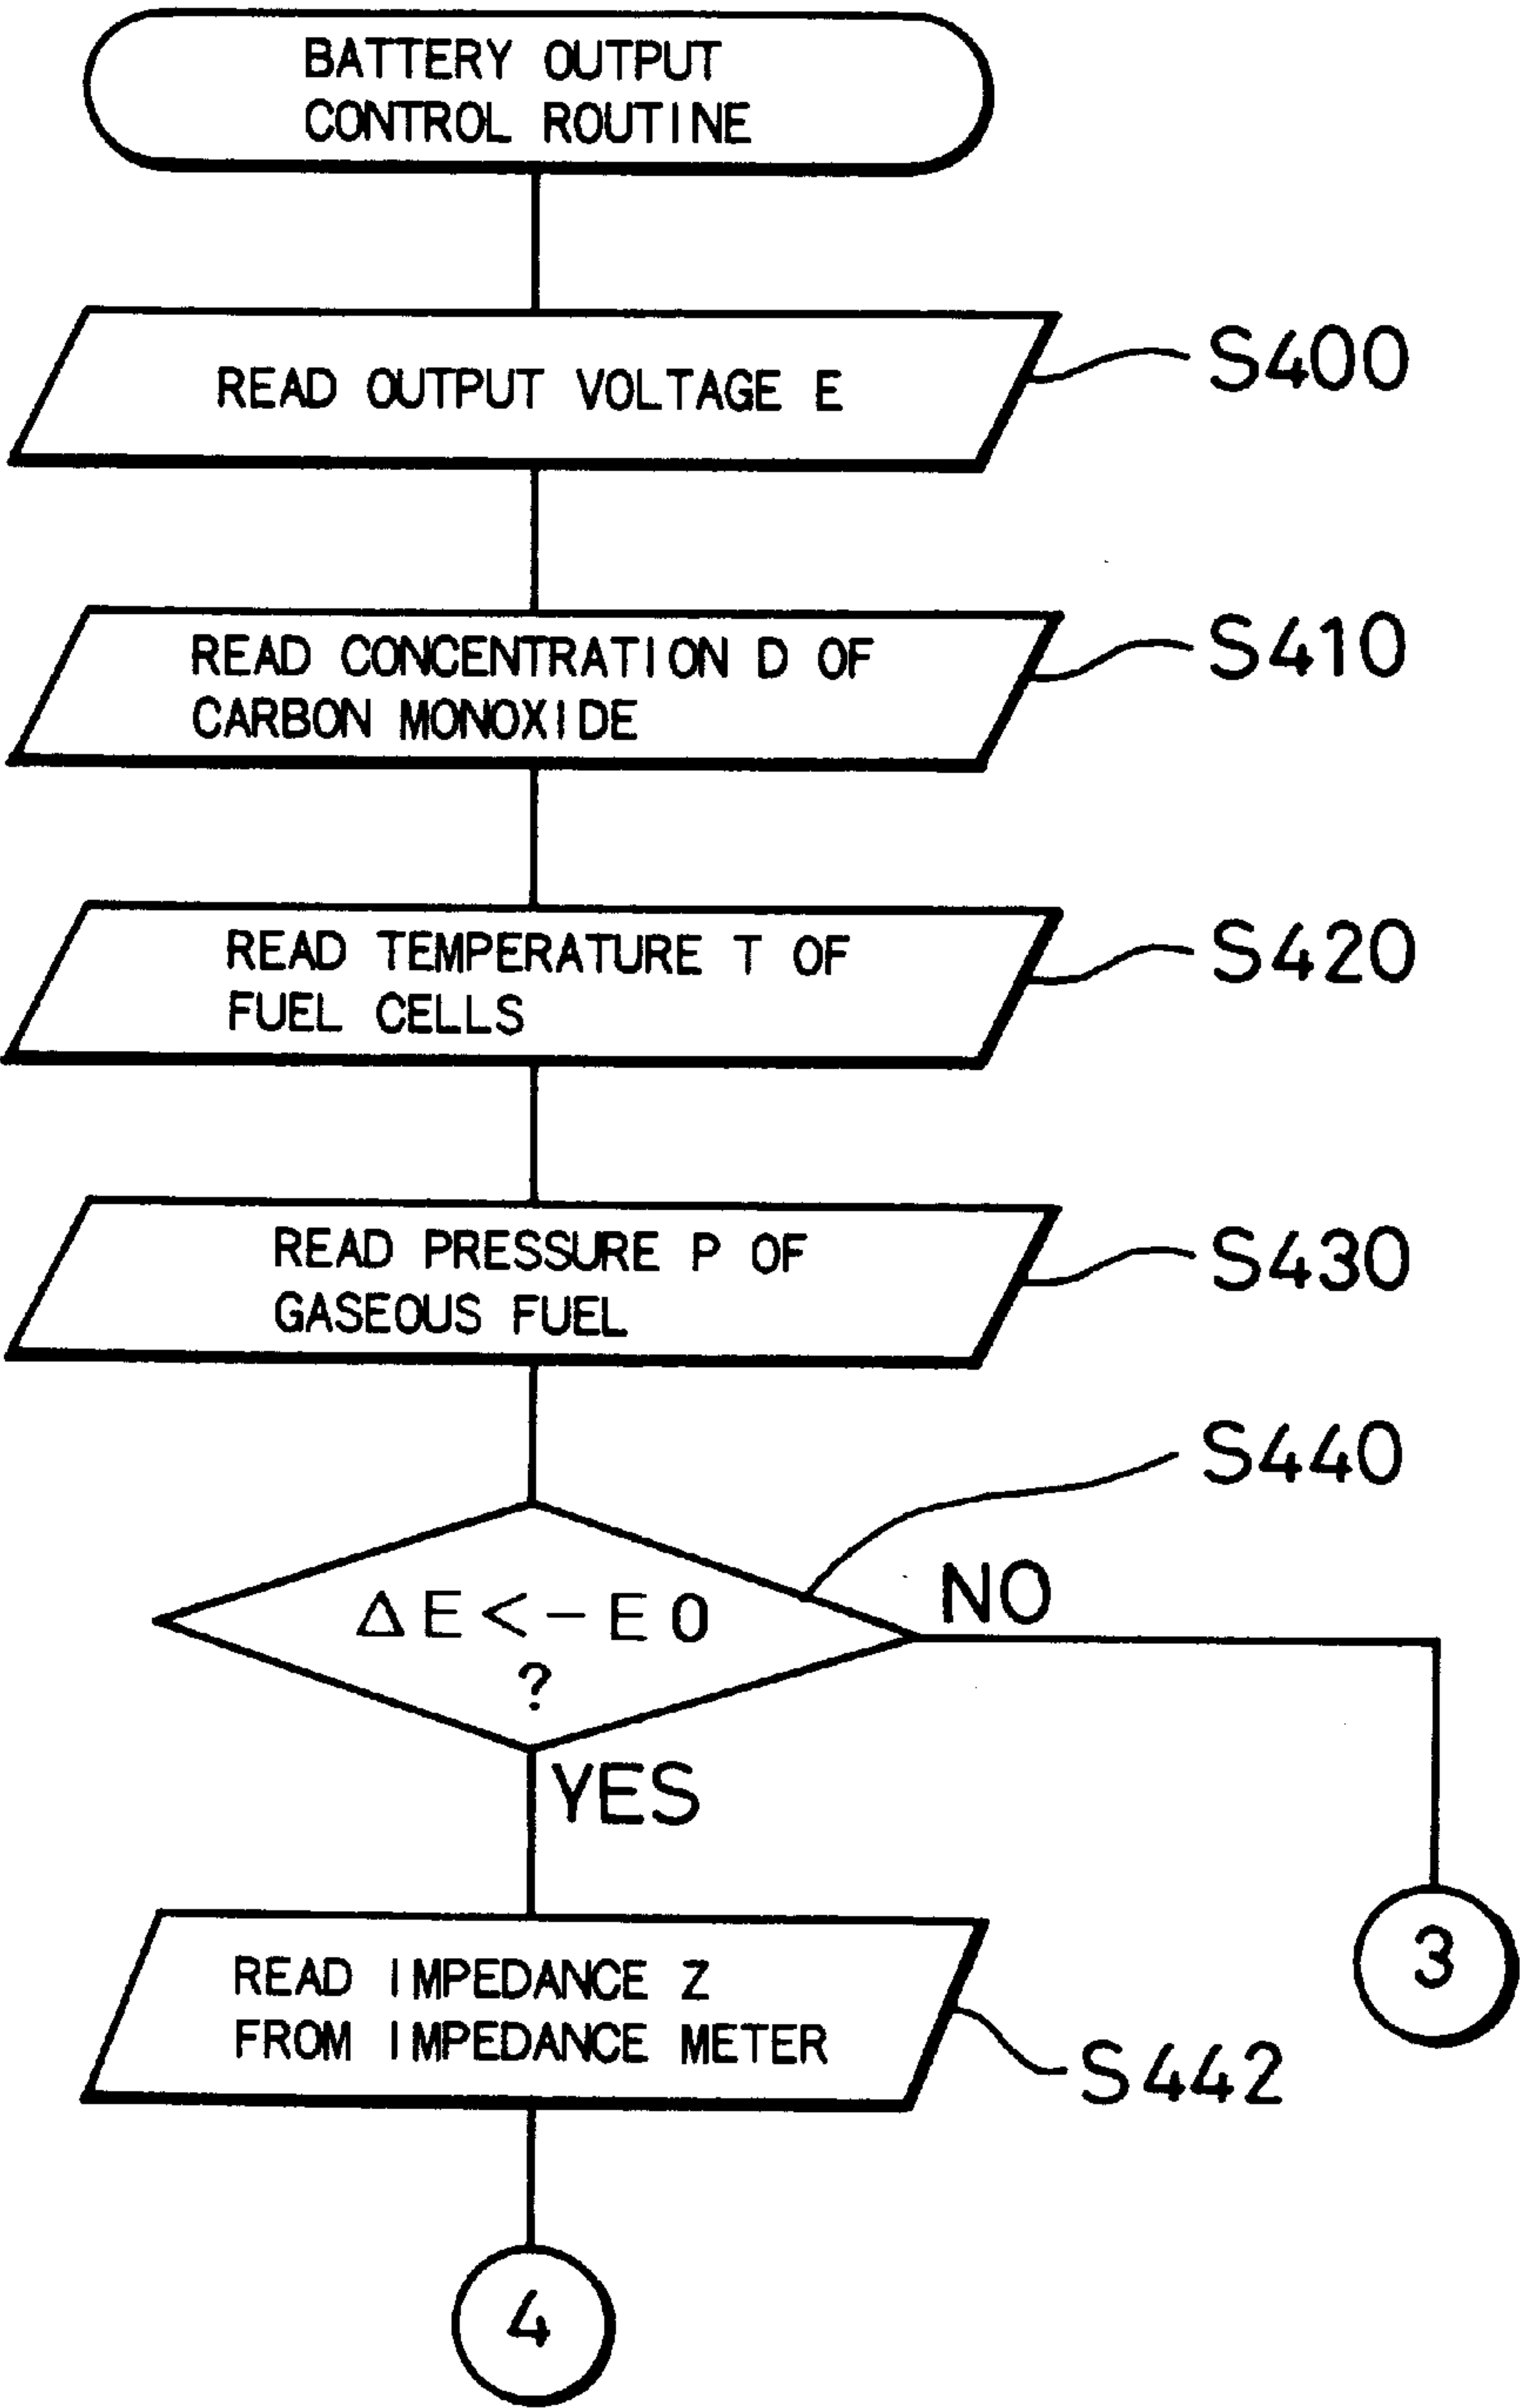 BATTERY OUTPUT
CONTROL ROUTINE
READ OUTPUT VOLTAGE E
S400
READ CONCENTRATION D OF
CARBON MONOXIDE
S410
READ TEMPERATURE T OF
FUEL CELLS
S420
READ PRESSURE P OF
GASEOUS FUEL
S430
S440
ΔE<-E0
?
NO
YES
3
READ IMPEDANCE Z
FROM IMPEDANCE METER
S442
4